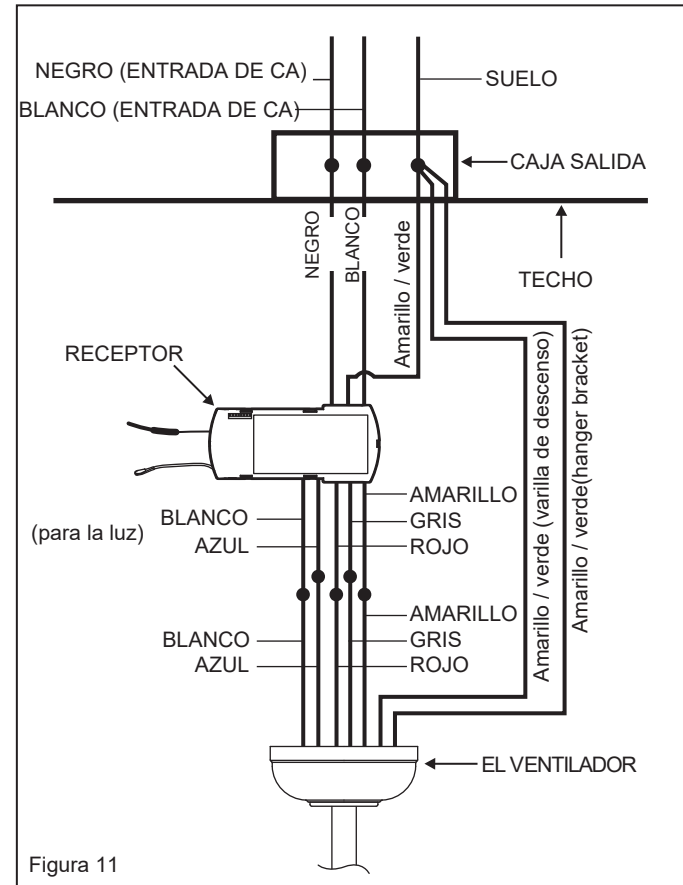 NEGRO (ENTRADA DE CA)
SUELO
BLANCO (ENTRADA DE CA)
CAJA SALIDA
NEGRO
BLANCO
Amarillo / verde
TECHO
RECEPTOR
Amarillo / verde (varilla de descenso)
Amarillo / verde(hanger bracket)
AMARILLO
BLANCO
GRIS
(para la luz)
AZUL
ROJO
AMARILLO
BLANCO
GRIS
AZUL
ROJO
EL VENTILADOR
Figura 11